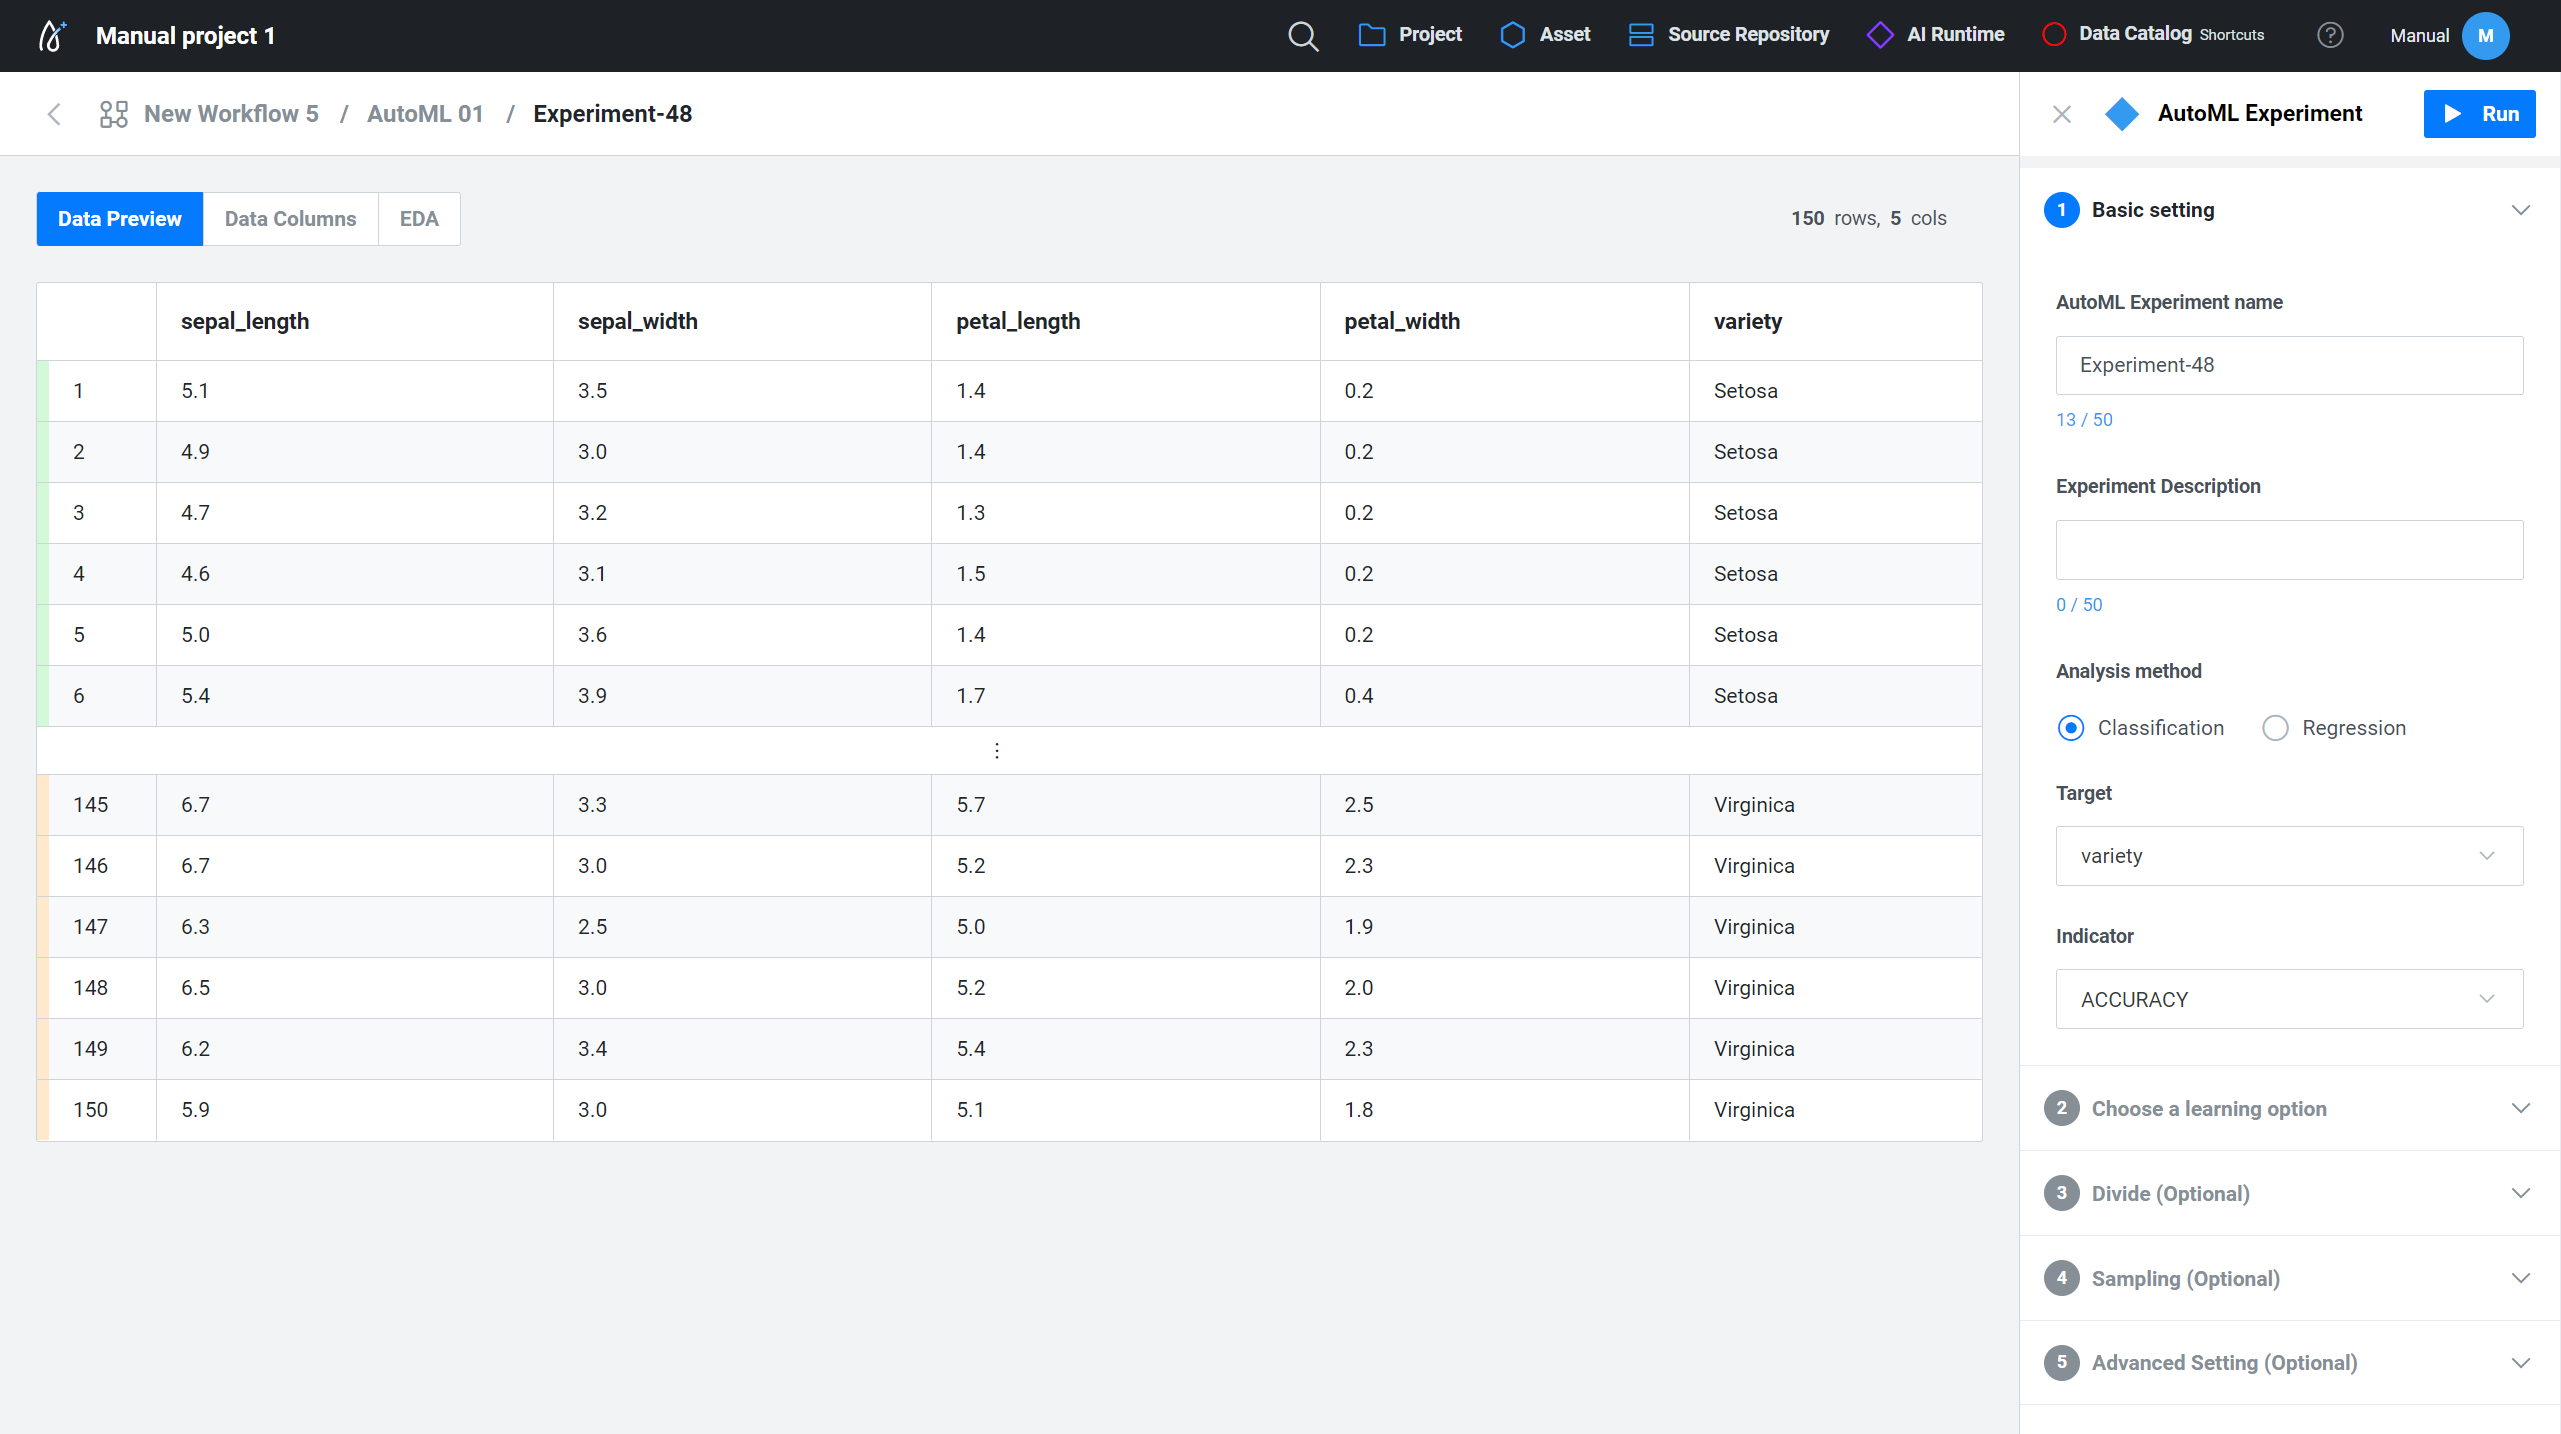 Manual project 1
Project
Asset
Source Repository
AI Runtime
Data Catalog Shortcuts
?
Manual
M
New Workflow 5 / AutoML 01 / Experiment-48
AutoML Experiment
Run
Data Preview
Data Columns
EDA
150 rows, 5 cols
sepal_length sepal_width petal_length petal_width variety
1 5.1 3.5 1.4 0.2 Setosa
2 4.9 3.0 1.4 0.2 Setosa
3 4.7 3.2 1.3 0.2 Setosa
4 4.6 3.1 1.5 0.2 Setosa
5 5.0 3.6 1.4 0.2 Setosa
6 5.4 3.9 1.7 0.4 Setosa
⋮
145 6.7 3.3 5.7 2.5 Virginica
146 6.7 3.0 5.2 2.3 Virginica
147 6.3 2.5 5.0 1.9 Virginica
148 6.5 3.0 5.2 2.0 Virginica
149 6.2 3.4 5.4 2.3 Virginica
150 5.9 3.0 5.1 1.8 Virginica
1 Basic setting
AutoML Experiment name
Experiment-48
13 / 50
Experiment Description
0 / 50
Analysis method
Classification
Regression
Target
variety
Indicator
ACCURACY
2 Choose a learning option
3 Divide (Optional)
4 Sampling (Optional)
5 Advanced Setting (Optional)